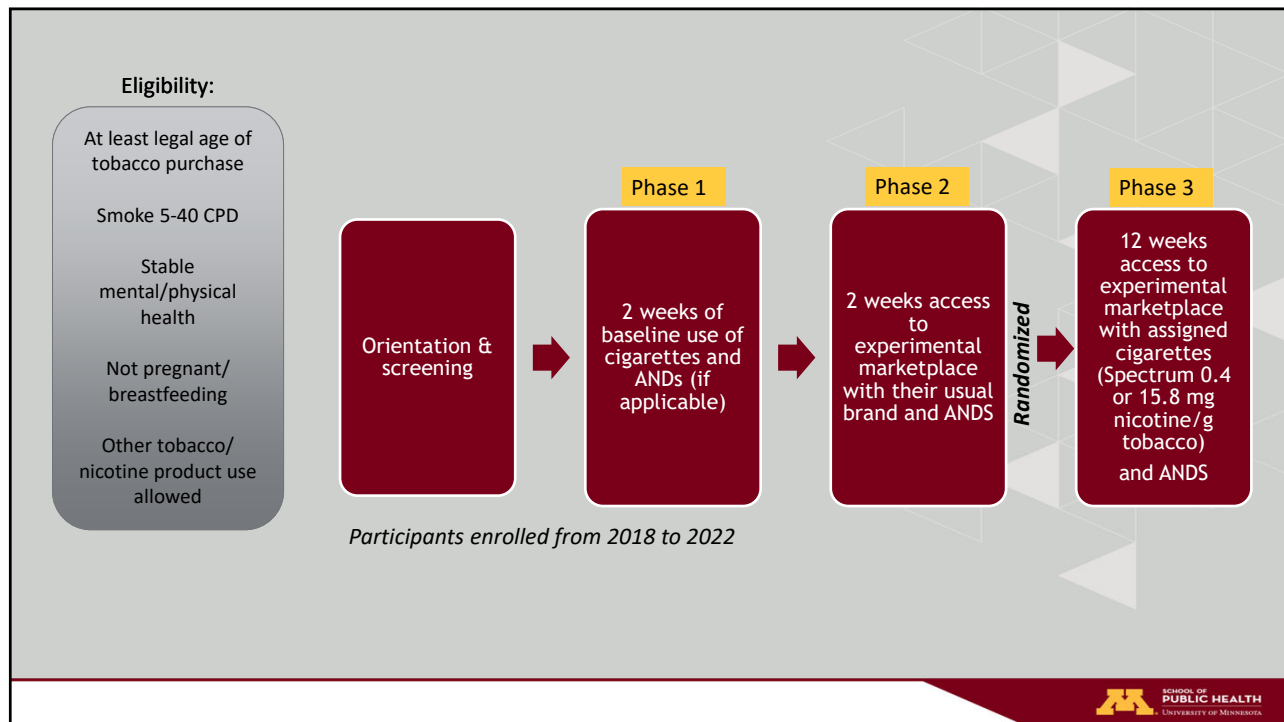 Eligibility:
At least legal age of
tobacco purchase
Smoke 5-40 CPD
Stable
mental/physical
health
Not pregnant/
breastfeeding
Other tobacco/
nicotine product use
allowed
Orientation &
screening
Phase 1
2 weeks of
baseline use of
cigarettes and
ANDs (if
applicable)
Phase 2
2 weeks access
to
experimental
marketplace
with their usual
brand and ANDS
Randomized
Phase 3
12 weeks
access to
experimental
marketplace
with assigned
cigarettes
(Spectrum 0.4
or 15.8 mg
nicotine/g
tobacco)
and ANDS
Participants enrolled from 2018 to 2022
M
SCHOOL OF
PUBLIC HEALTH
UNIVERSITY OF MINNESOTA